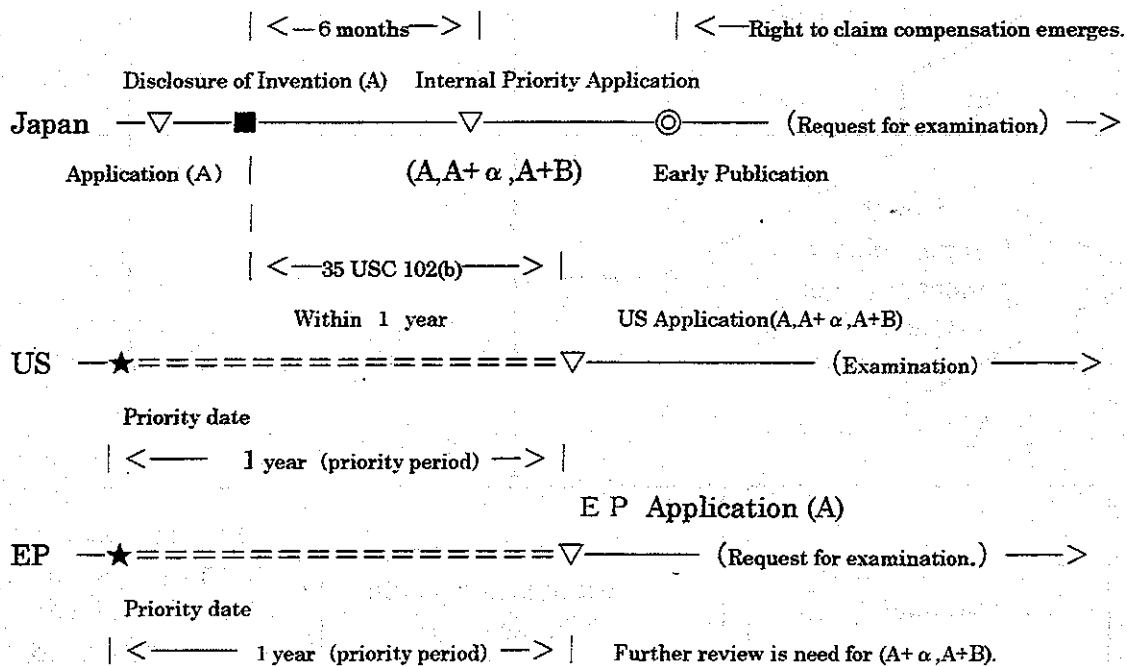 | <— 6 months —> | | <— Right to claim compensation emerges.
Disclosure of Invention (A) Internal Priority Application
Japan —▽—■———▽———◎—— (Request for examination) —>
Application (A) | (A,A+ α ,A+B) Early Publication
| <—35 USC 102(b)——> |
Within 1 year US Application(A,A+ α ,A+B)
US —★= = = = = = = = = = = = = = = = =▽——— (Examination) ——>
Priority date
| <—— 1 year (priority period) —> |
E P Application (A)
EP —★= = = = = = = = = = = = = = = = =▽—— (Request for examination.) ——>
Priority date
| <—— 1 year (priority period) —> | Further review is need for (A+ α ,A+B).